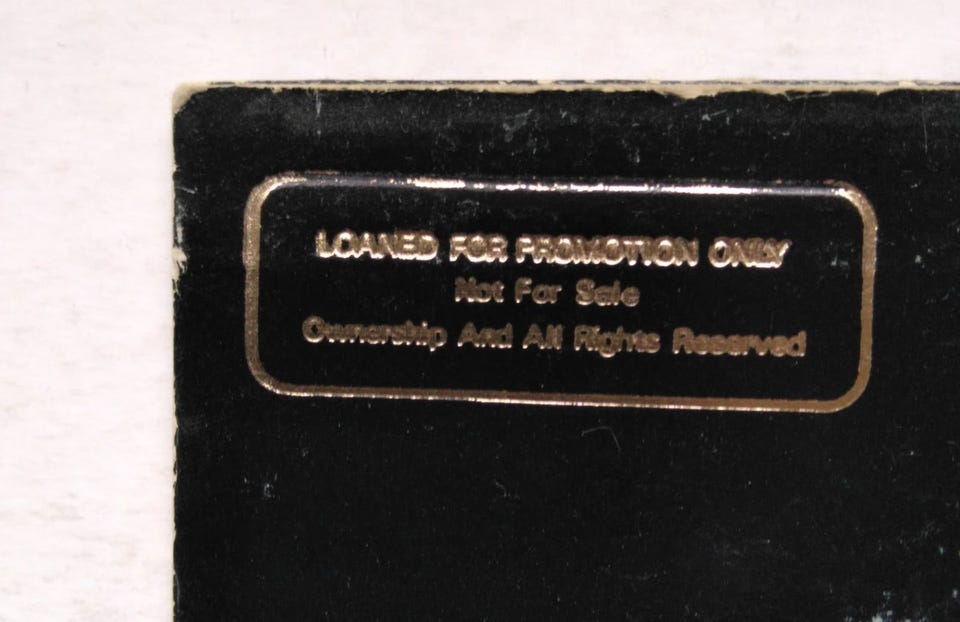 LOANED FOR PROMOTION ONLY
Not For Sale
Ownership And All Rights Reserved